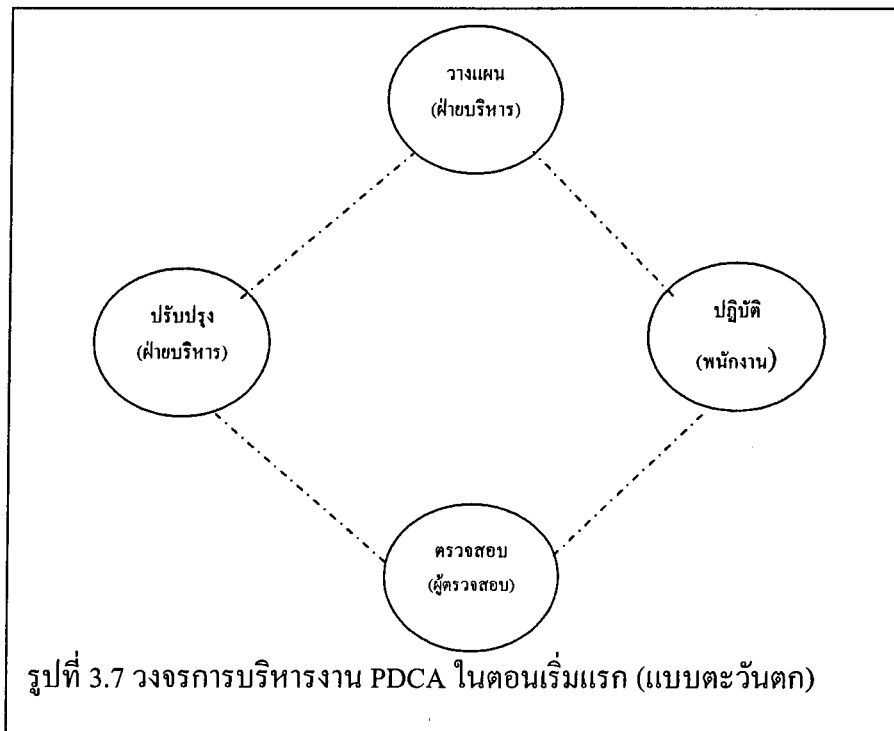 วางแผน
(ฝ่ายบริหาร)
ปรับปรุง
(ฝ่ายบริหาร)
ปฏิบัติ
(พนักงาน)
ตรวจสอบ
(ผู้ตรวจสอบ)
รูปที่ 3.7 วงจรการบริหารงาน PDCA ในตอนเริ่มแรก (แบบตะวันตก)